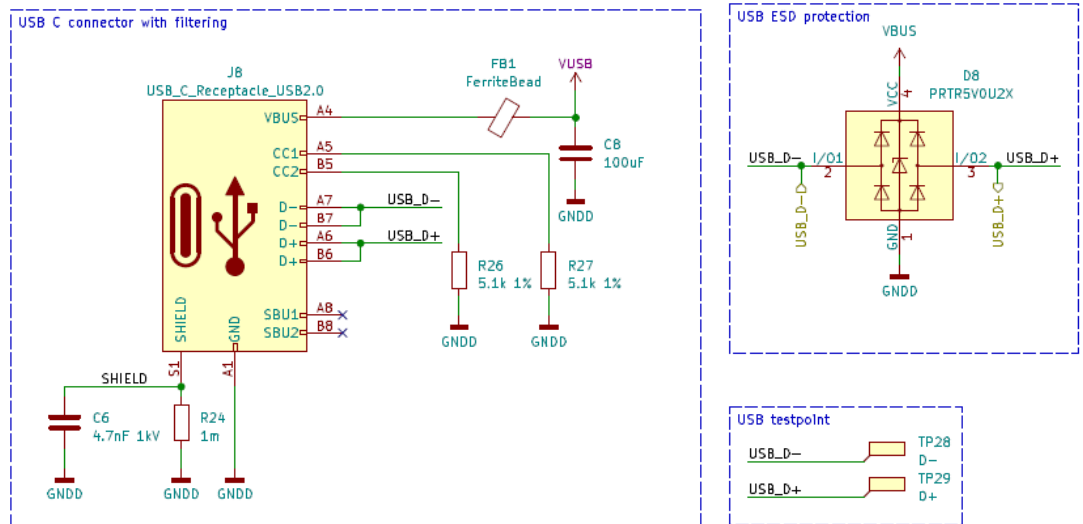 USB C connector with filtering
J8
USB_C_Receptacle_USB2.0
VBUS
A4
CC1
A5
CC2
B5
D-
A7
D-
B7
D+
A6
D+
B6
SBU1
A8
SBU2
B8
SHIELD
GND
S1
A1
USB_D-
USB_D+
FB1
FerriteBead
VUSB
C8
100uF
GNDD
R26
5.1k 1%
GNDD
R27
5.1k 1%
GNDD
SHIELD
C6
4.7nF 1kV
GNDD
R24
1m
GNDD
GNDD
USB ESD protection
VBUS
D8
PRTR5V0U2X
VCC
4
USB_D-
I/O1
2
I/O2
3
USB_D+
USB_D-
USB_D+
GND
1
GNDD
USB testpoint
USB_D-
TP28
D-
USB_D+
TP29
D+